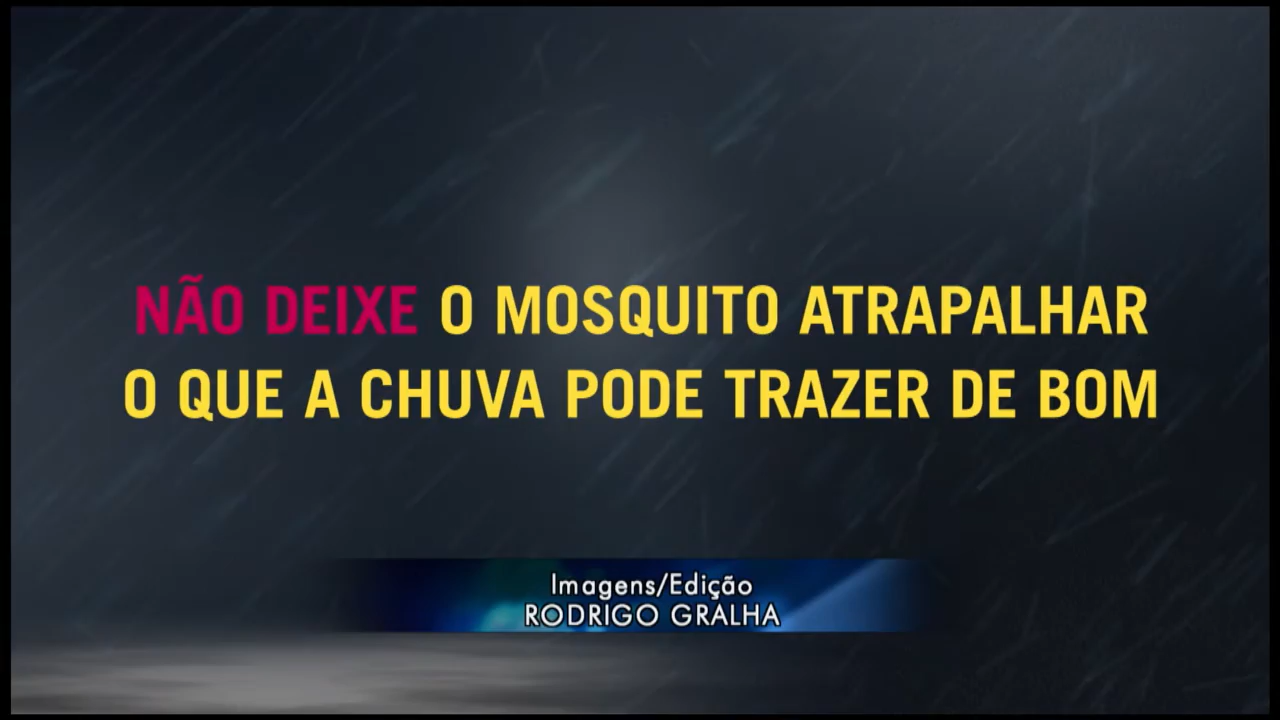 NÃO DEIXE O MOSQUITO ATRAPALHAR
O QUE A CHUVA PODE TRAZER DE BOM
Imagens/Edição
RODRIGO GRALHA